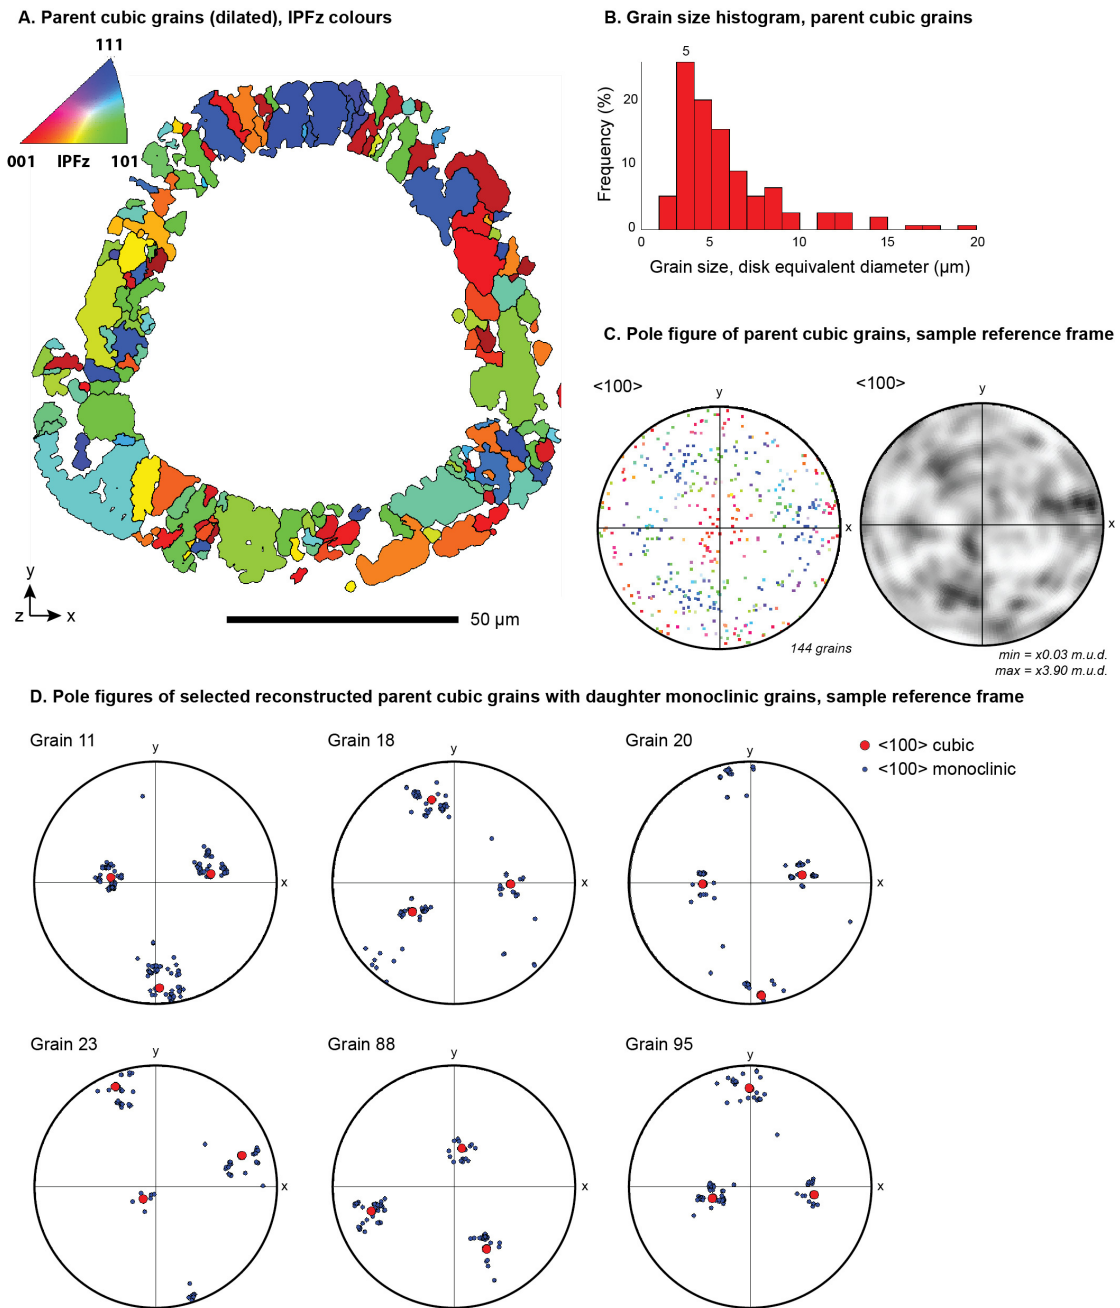 A. Parent cubic grains (dilated), IPFz colours
111
001 IPFz 101
y
z x
50 µm
B. Grain size histogram, parent cubic grains
5
Frequency (%)
20
10
0
0 5 10 15 20
Grain size, disk equivalent diameter (µm)
C. Pole figure of parent cubic grains, sample reference frame
<100>
y
x
144 grains
<100>
y
x
min = x0.03 m.u.d.
max = x3.90 m.u.d.
D. Pole figures of selected reconstructed parent cubic grains with daughter monoclinic grains, sample reference frame
Grain 11
y
x
Grain 18
y
x
Grain 20
y
x
<100> cubic
<100> monoclinic
Grain 23
y
x
Grain 88
y
x
Grain 95
y
x